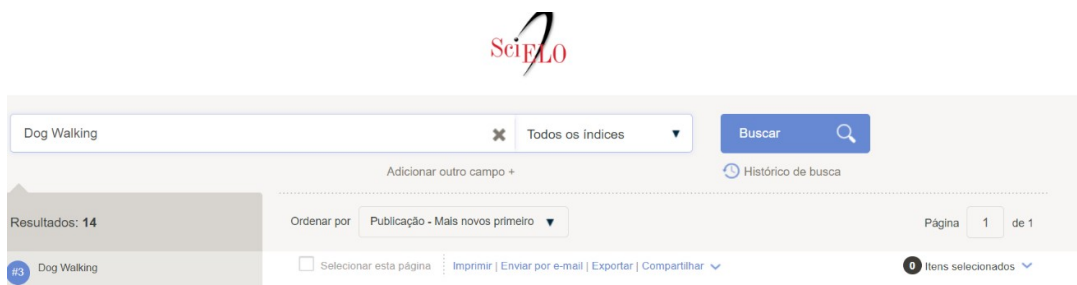 SciELO
Dog Walking ✖ Todos os índices ▼ Buscar
Adicionar outro campo + Histórico de busca
Resultados: 14 Ordenar por Publicação - Mais novos primeiro ▼ Página 1 de 1
#3 Dog Walking Selecionar esta página Imprimir | Enviar por e-mail | Exportar | Compartilhar 0 Itens selecionados